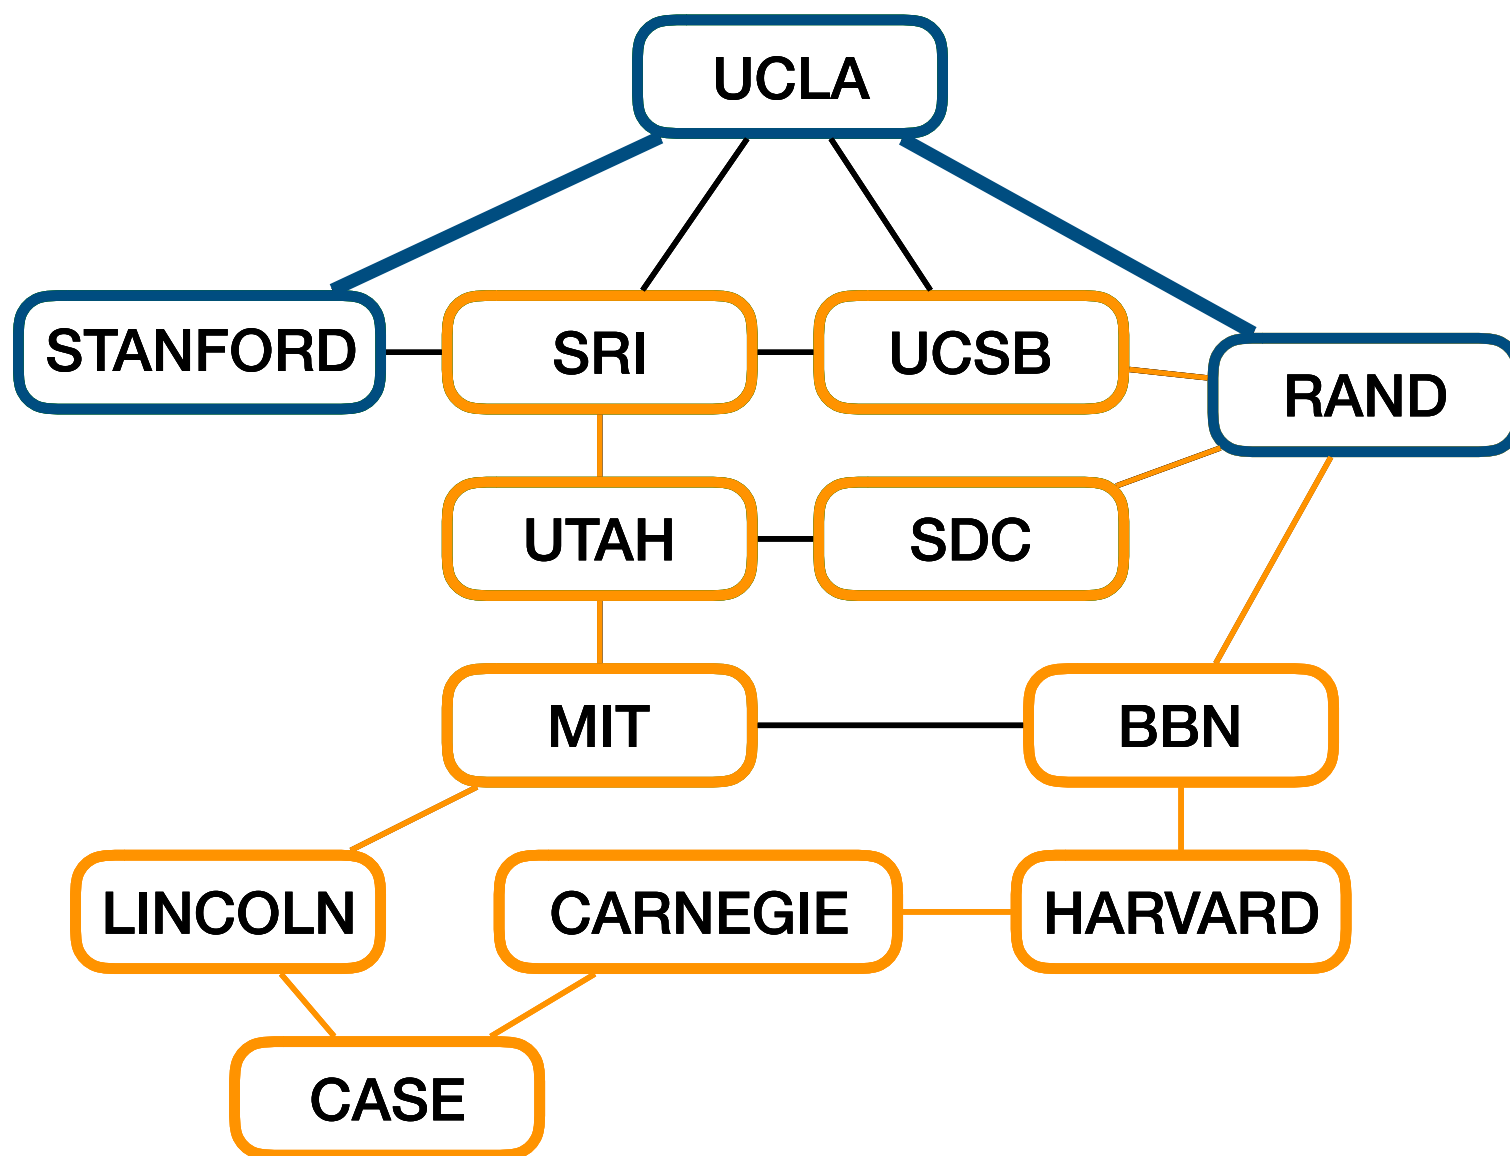 UCLA
STANFORD
SRI
UCSB
RAND
UTAH
SDC
MIT
BBN
LINCOLN
CARNEGIE
HARVARD
CASE